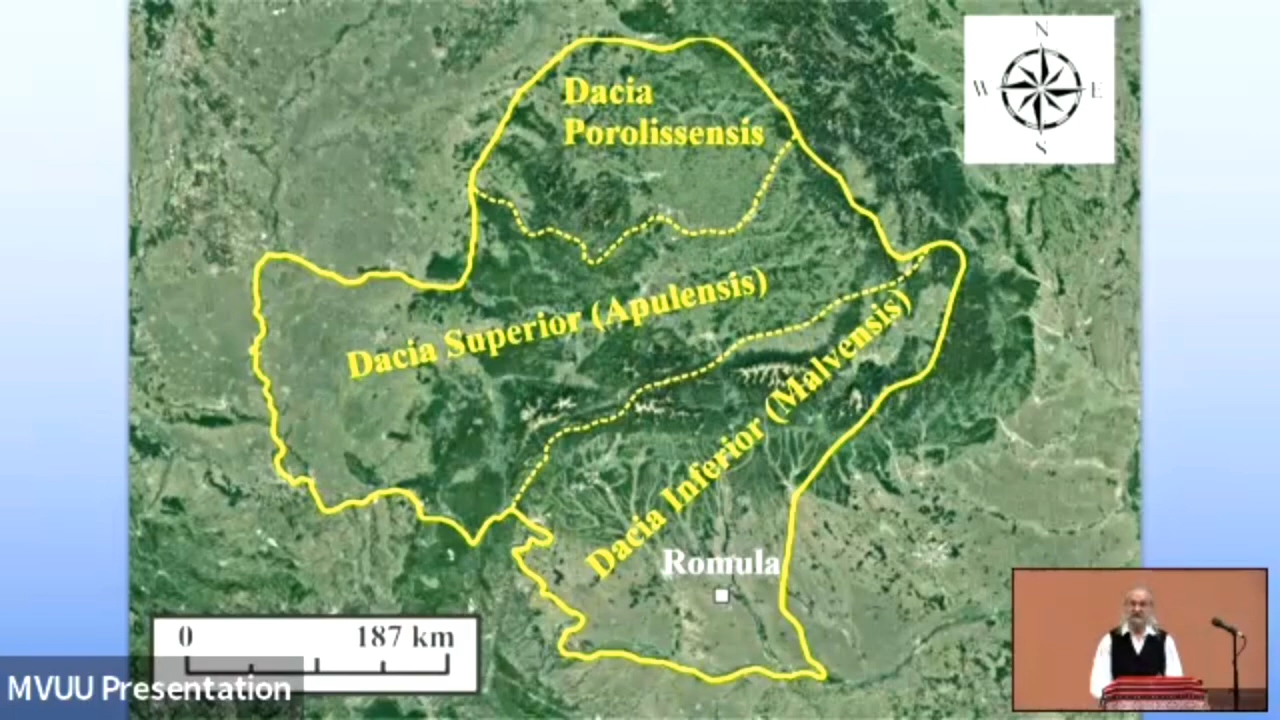 N
W E
S
Dacia
Porolissensis
Dacia Superior (Apulensis)
Dacia Inferior (Malvensis)
Romula
0 187 km
MVUU Presentation